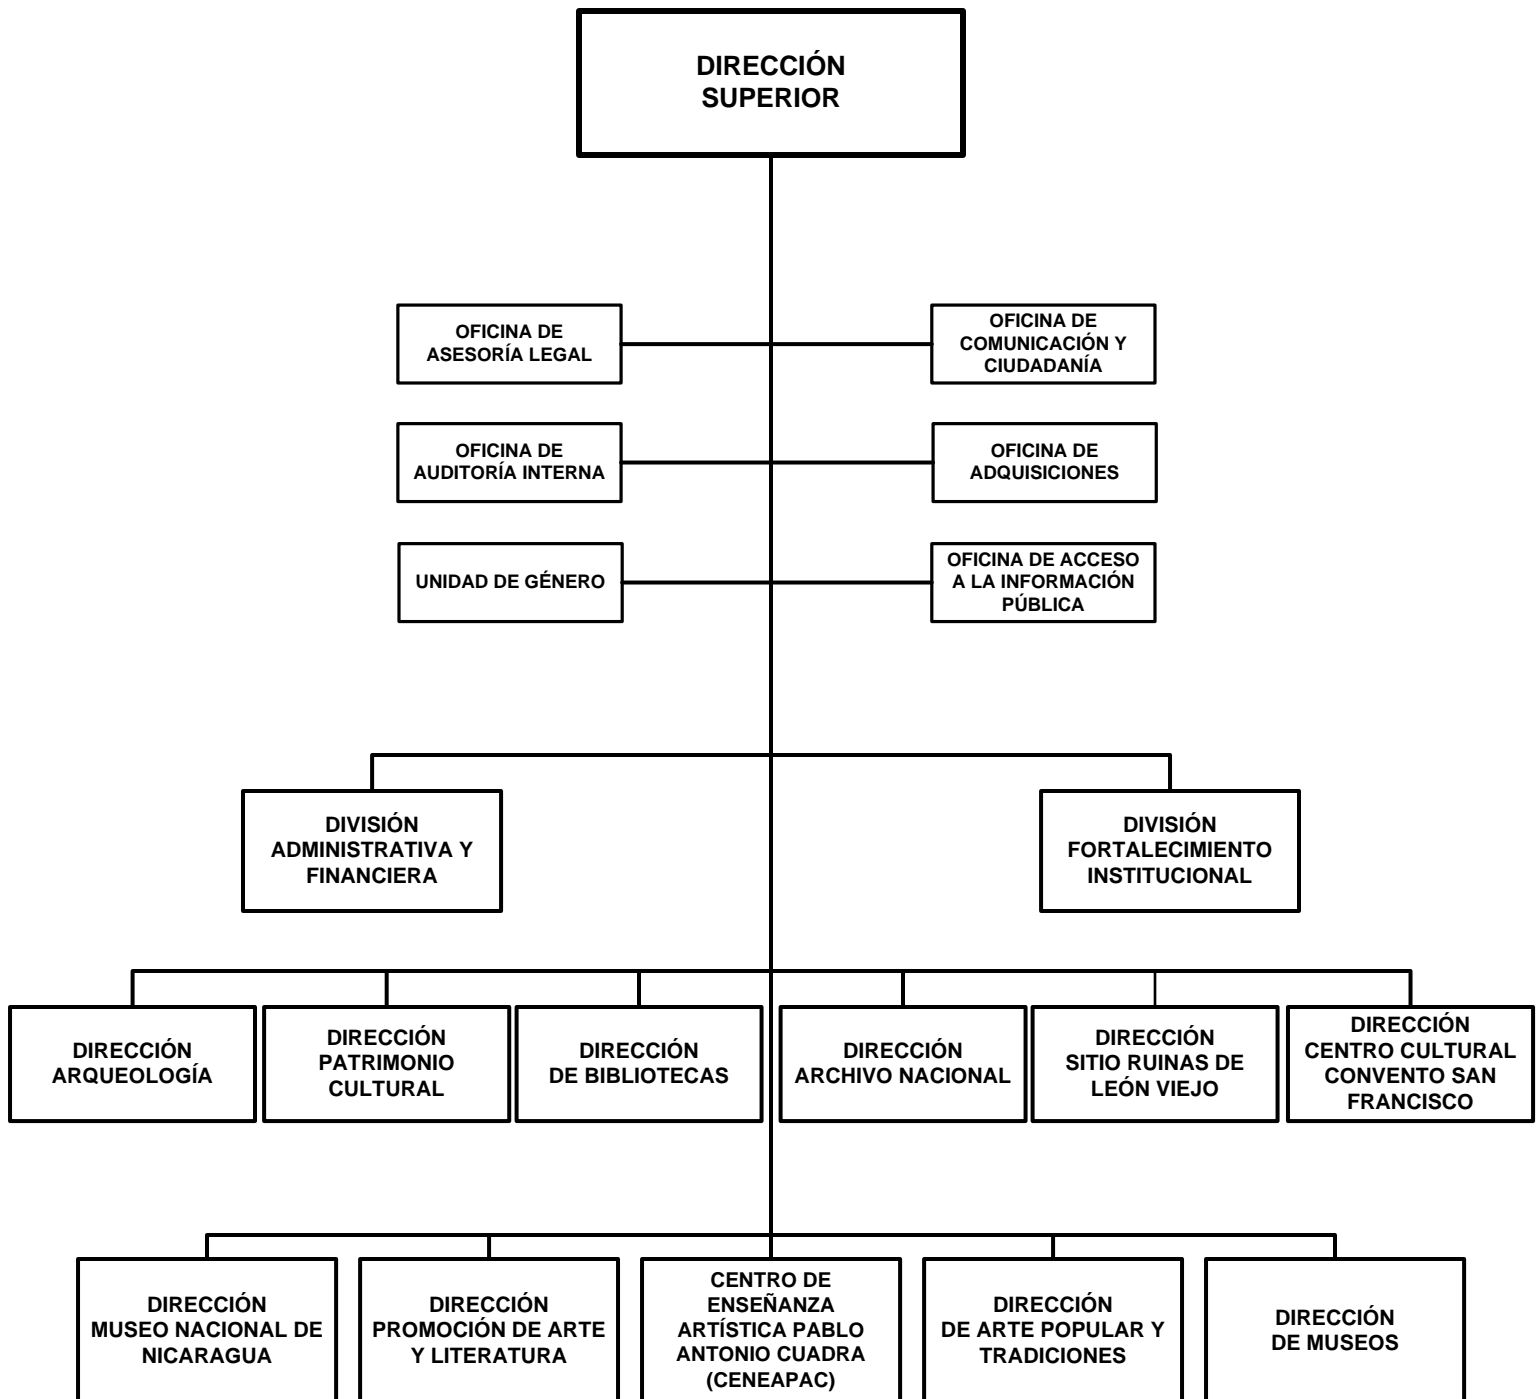 DIRECCIÓN
SUPERIOR
OFICINA DE
ASESORÍA LEGAL
OFICINA DE
COMUNICACIÓN Y
CIUDADANÍA
OFICINA DE
AUDITORÍA INTERNA
OFICINA DE
ADQUISICIONES
UNIDAD DE GÉNERO
OFICINA DE ACCESO
A LA INFORMACIÓN
PÚBLICA
DIVISIÓN
ADMINISTRATIVA Y
FINANCIERA
DIVISIÓN
FORTALECIMIENTO
INSTITUCIONAL
DIRECCIÓN
ARQUEOLOGÍA
DIRECCIÓN
PATRIMONIO
CULTURAL
DIRECCIÓN
DE BIBLIOTECAS
DIRECCIÓN
ARCHIVO NACIONAL
DIRECCIÓN
SITIO RUINAS DE
LEÓN VIEJO
DIRECCIÓN
CENTRO CULTURAL
CONVENTO SAN
FRANCISCO
DIRECCIÓN
MUSEO NACIONAL DE
NICARAGUA
DIRECCIÓN
PROMOCIÓN DE ARTE
Y LITERATURA
CENTRO DE
ENSEÑANZA
ARTÍSTICA PABLO
ANTONIO CUADRA
(CENEAPAC)
DIRECCIÓN
DE ARTE POPULAR Y
TRADICIONES
DIRECCIÓN
DE MUSEOS